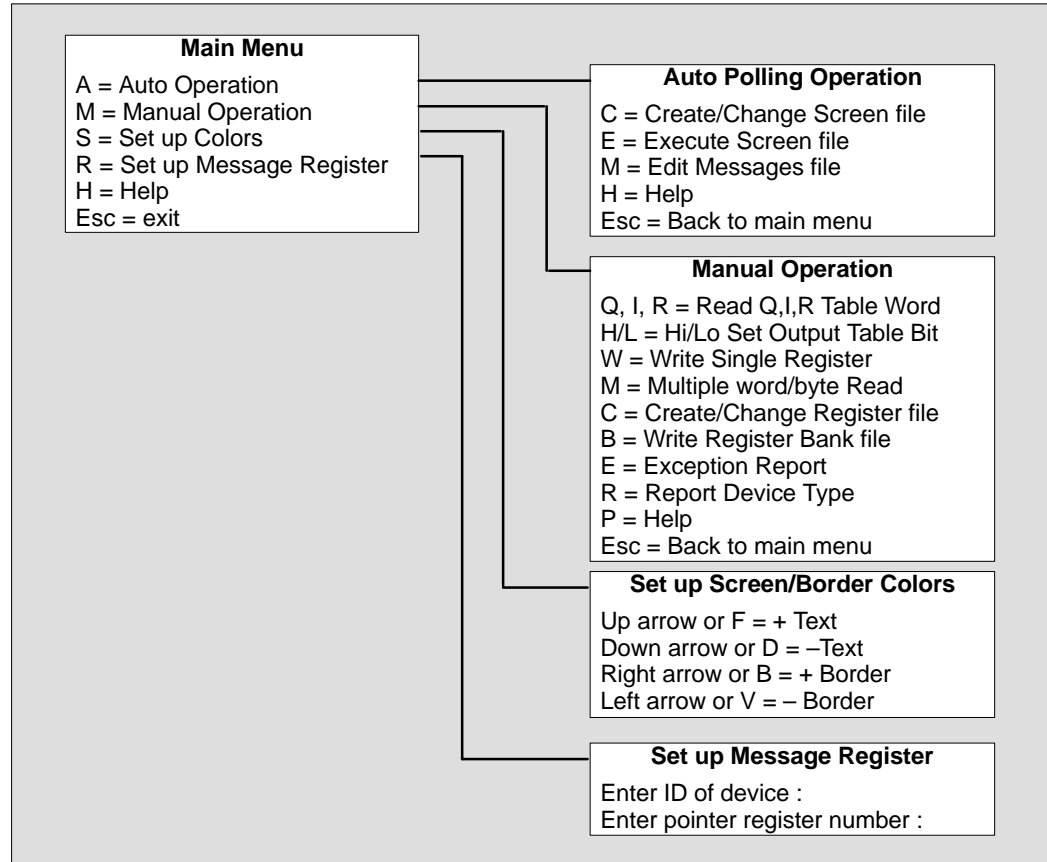 Main Menu
A = Auto Operation
M = Manual Operation
S = Set up Colors
R = Set up Message Register
H = Help
Esc = exit
Auto Polling Operation
C = Create/Change Screen file
E = Execute Screen file
M = Edit Messages file
H = Help
Esc = Back to main menu
Manual Operation
Q, I, R = Read Q,I,R Table Word
H/L = Hi/Lo Set Output Table Bit
W = Write Single Register
M = Multiple word/byte Read
C = Create/Change Register file
B = Write Register Bank file
E = Exception Report
R = Report Device Type
P = Help
Esc = Back to main menu
Set up Screen/Border Colors
Up arrow or F = + Text
Down arrow or D = –Text
Right arrow or B = + Border
Left arrow or V = – Border
Set up Message Register
Enter ID of device :
Enter pointer register number :